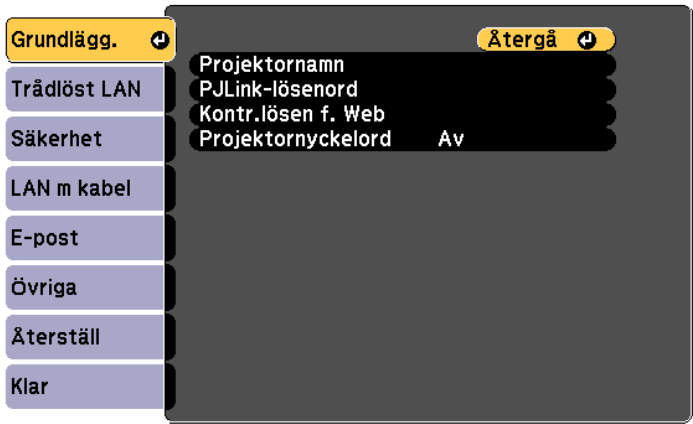 Grundlägg.
Trådlöst LAN
Säkerhet
LAN m kabel
E-post
Övriga
Återställ
Klar
Återgå
Projektornamn
PJLink-lösenord
Kontr.lösen f. Web
Projektornyckelord Av